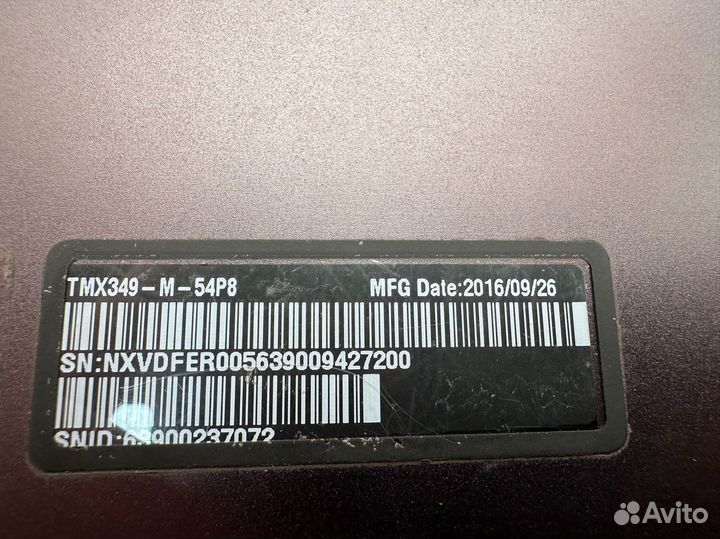 TMX349-M-54P8 MFG Date:2016/09/26
SN:NXVDFER005639009427200
SNID:63900237072
Avito